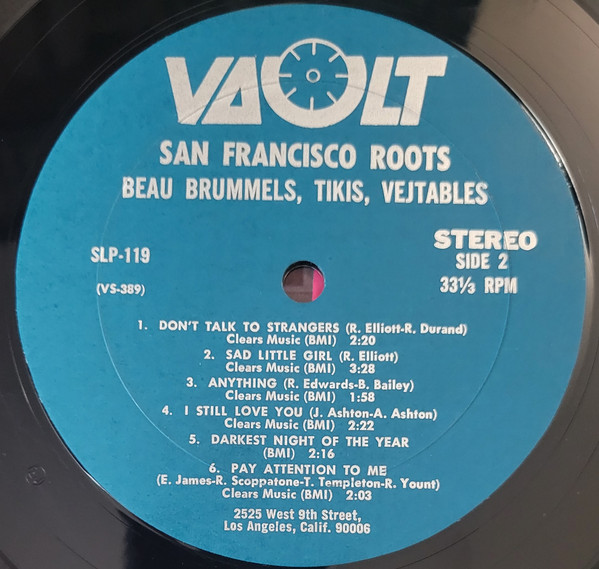 VAULT
SAN FRANCISCO ROOTS
BEAU BRUMMELS, TIKIS, VEJTABLES
SLP-119
STEREO
SIDE 2
(VS-389)
33⅓ RPM
1. DON'T TALK TO STRANGERS (R. Elliott-R. Durand)
Clears Music (BMI) 2:20
2. SAD LITTLE GIRL (R. Elliott)
Clears Music (BMI) 3:28
3. ANYTHING (R. Edwards-B. Bailey)
Clears Music (BMI) 1:58
4. I STILL LOVE YOU (J. Ashton-A. Ashton)
Clears Music (BMI) 2:22
5. DARKEST NIGHT OF THE YEAR
(BMI) 2:16
6. PAY ATTENTION TO ME
(E. James-R. Scoppatone-T. Templeton-R. Yount)
Clears Music (BMI) 2:03
2525 West 9th Street,
Los Angeles, Calif. 90006